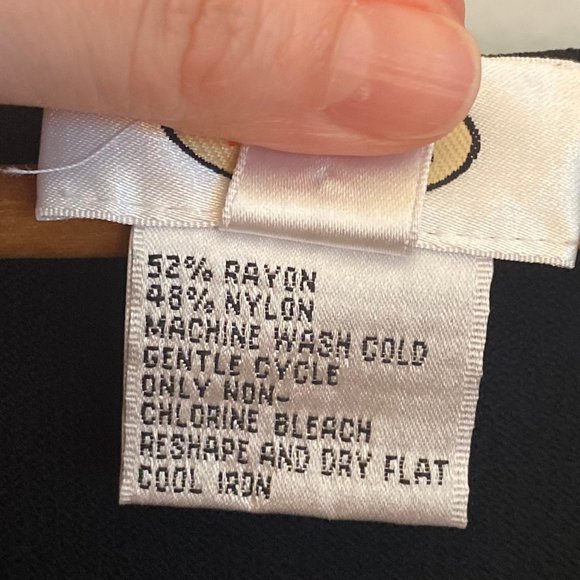 52% RAYON
48% NYLON
MACHINE WASH COLD
GENTLE CYCLE
ONLY NON-
CHLORINE BLEACH
RESHAPE AND DRY FLAT
COOL IRON